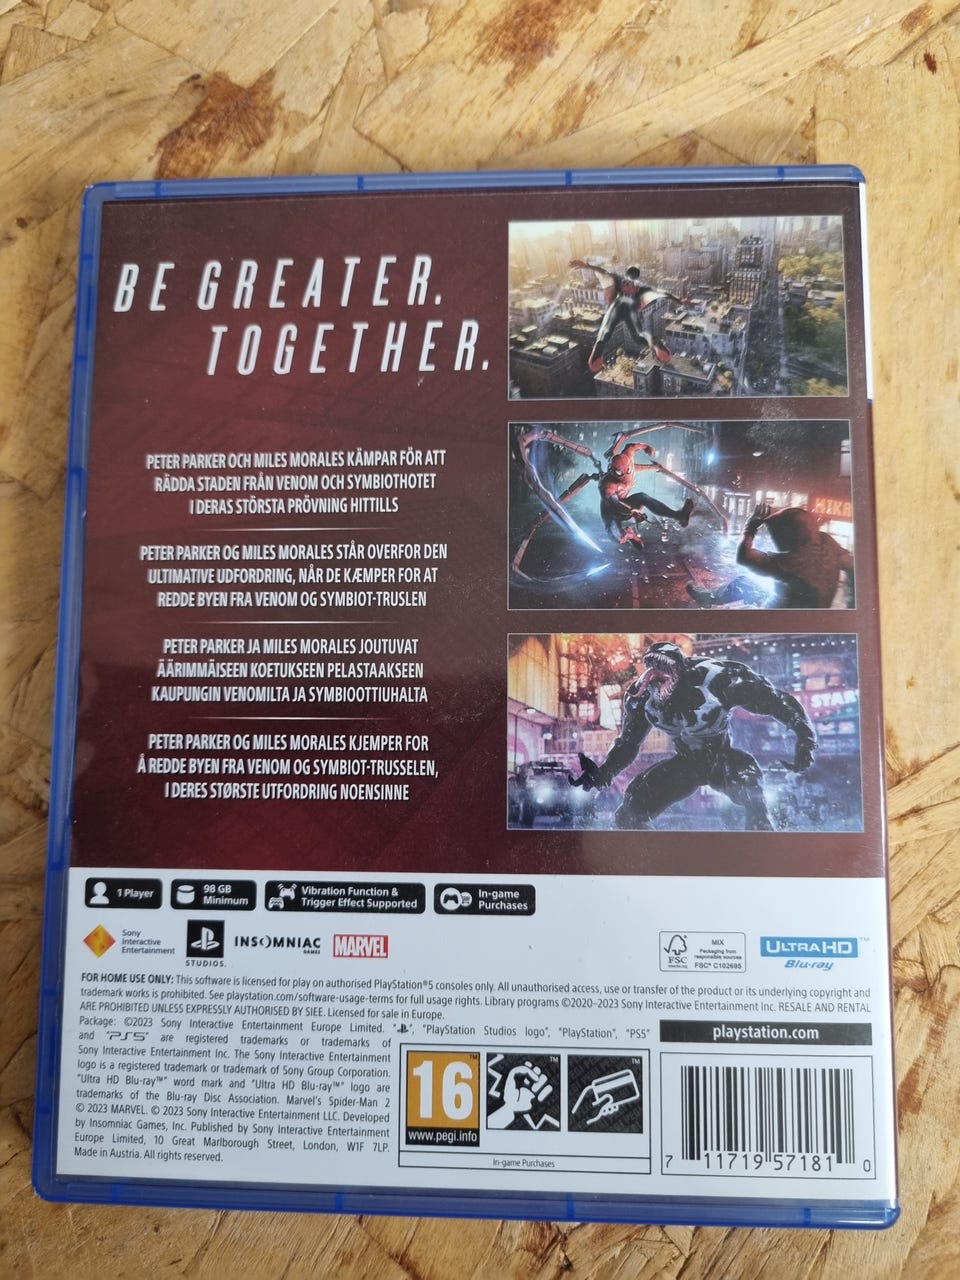 BE GREATER.
TOGETHER.
PETER PARKER OCH MILES MORALES KÄMPAR FÖR ATT
RÄDDA STADEN FRÅN VENOM OCH SYMBIOTHOTET
I DERAS STÖRSTA PRÖVNING HITTILLS
PETER PARKER OG MILES MORALES STÅR OVERFOR DEN
ULTIMATIVE UDFORDRING, NÅR DE KÆMPER FOR AT
REDDE BYEN FRA VENOM OG SYMBIOT-TRUSLEN
PETER PARKER JA MILES MORALES JOUTUVAT
ÄÄRIMMÄISEEN KOETUKSEEN PELASTAAKSEEN
KAUPUNGIN VENOMILTA JA SYMBIOOTTIUHALTA
PETER PARKER OG MILES MORALES KJEMPER FOR
Å REDDE BYEN FRA VENOM OG SYMBIOT-TRUSSELEN,
I DERES STØRSTE UTFORDRING NOENSINNE
STAR
1 Player
98 GB
Minimum
Vibration Function &
Trigger Effect Supported
In-game
Purchases
Sony
Interactive
Entertainment
STUDIOS.
INSOMNIAC
GAMES
MARVEL
FSC
MIX
Packaging from
responsible sources
FSC® C102695
ULTRA HD™
Blu-ray
FOR HOME USE ONLY: This software is licensed for play on authorised PlayStation®5 consoles only. All unauthorised access, use or transfer of the product or its underlying copyright and
trademark works is prohibited. See playstation.com/software-usage-terms for full usage rights. Library programs ©2020-2023 Sony Interactive Entertainment Inc. RESALE AND RENTAL
ARE PROHIBITED UNLESS EXPRESSLY AUTHORISED BY SIEE. Licensed for sale in Europe.
Package: ©2023 Sony Interactive Entertainment Europe Limited. "", "PlayStation Studios logo", "PlayStation", "PS5"
and "PS5" are registered trademarks or trademarks of
Sony Interactive Entertainment Inc. The Sony Interactive Entertainment
logo is a registered trademark or trademark of Sony Group Corporation.
"Ultra HD Blu-ray™" word mark and "Ultra HD Blu-ray™" logo are
trademarks of the Blu-ray Disc Association. Marvel's Spider-Man 2
© 2023 MARVEL. © 2023 Sony Interactive Entertainment LLC. Developed
by Insomniac Games, Inc. Published by Sony Interactive Entertainment
Europe Limited, 10 Great Marlborough Street, London, W1F 7LP.
Made in Austria. All rights reserved.
16
www.pegi.info
In-game Purchases
playstation.com
7 11719 57181 0